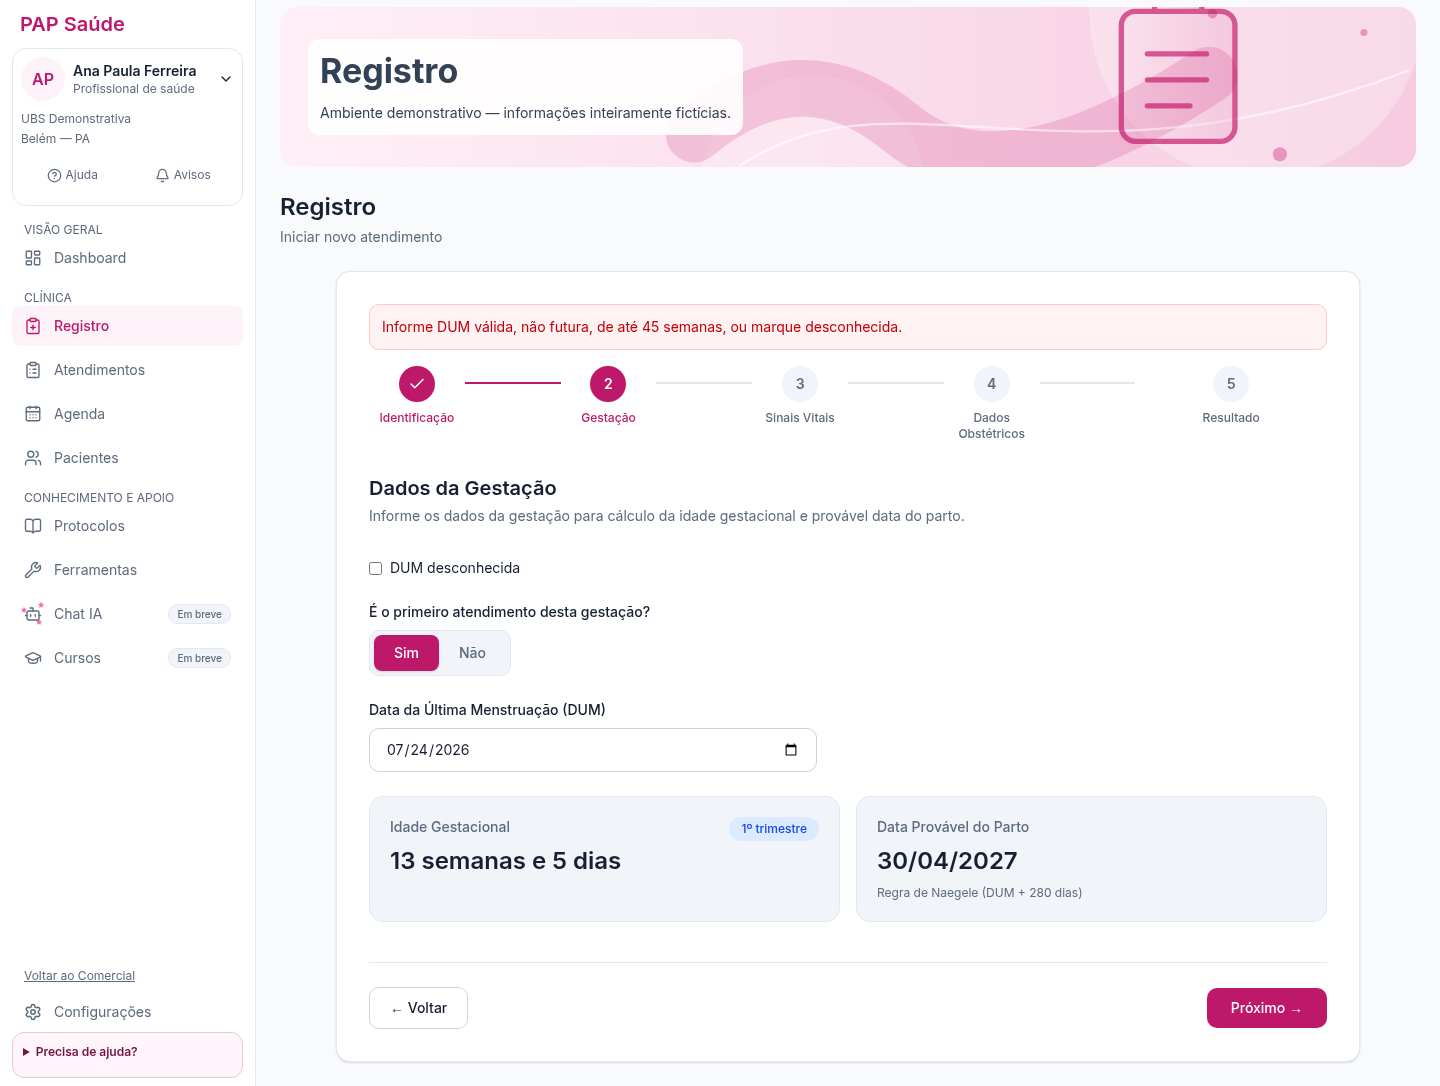 PAP Saúde
AP
Ana Paula Ferreira
Profissional de saúde
UBS Demonstrativa
Belém — PA
Ajuda
Avisos
VISÃO GERAL
Dashboard
CLÍNICA
Registro
Atendimentos
Agenda
Pacientes
CONHECIMENTO E APOIO
Protocolos
Ferramentas
Chat IA
Em breve
Cursos
Em breve
Voltar ao Comercial
Configurações
Precisa de ajuda?
Registro
Ambiente demonstrativo — informações inteiramente fictícias.
Registro
Iniciar novo atendimento
Informe DUM válida, não futura, de até 45 semanas, ou marque desconhecida.
Identificação
2
Gestação
3
Sinais Vitais
4
Dados
Obstétricos
5
Resultado
Dados da Gestação
Informe os dados da gestação para cálculo da idade gestacional e provável data do parto.
DUM desconhecida
É o primeiro atendimento desta gestação?
Sim
Não
Data da Última Menstruação (DUM)
07/24/2026
Idade Gestacional
1º trimestre
13 semanas e 5 dias
Data Provável do Parto
30/04/2027
Regra de Naegele (DUM + 280 dias)
← Voltar
Próximo →